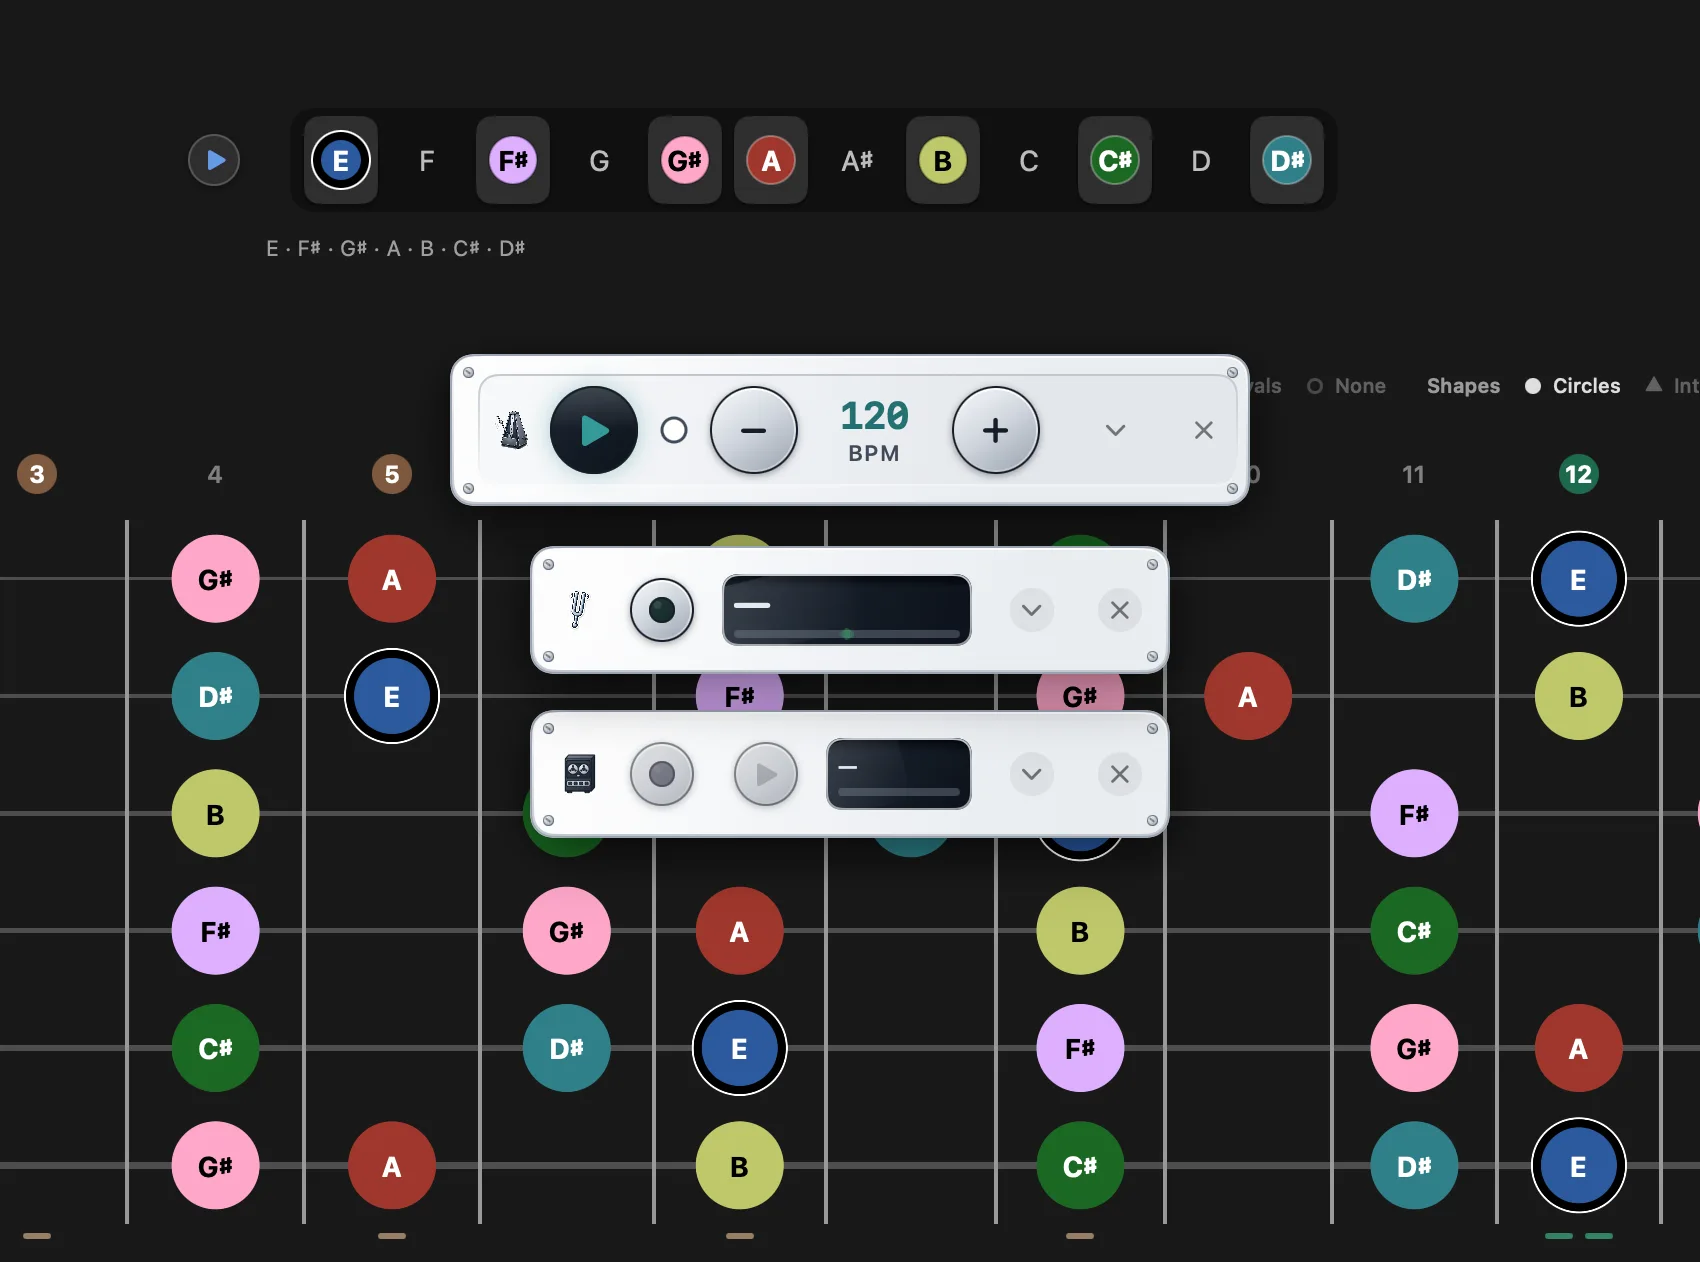 E F F# G G# A A# B C C# D D#
E · F# · G# · A · B · C# · D#
None Shapes Circles
120
BPM
3 4 5 11 12
G# A D# E
D# E F# G# A B
B F#
F# G# A B C#
C# D# E F# G# A
G# A B C# D# E